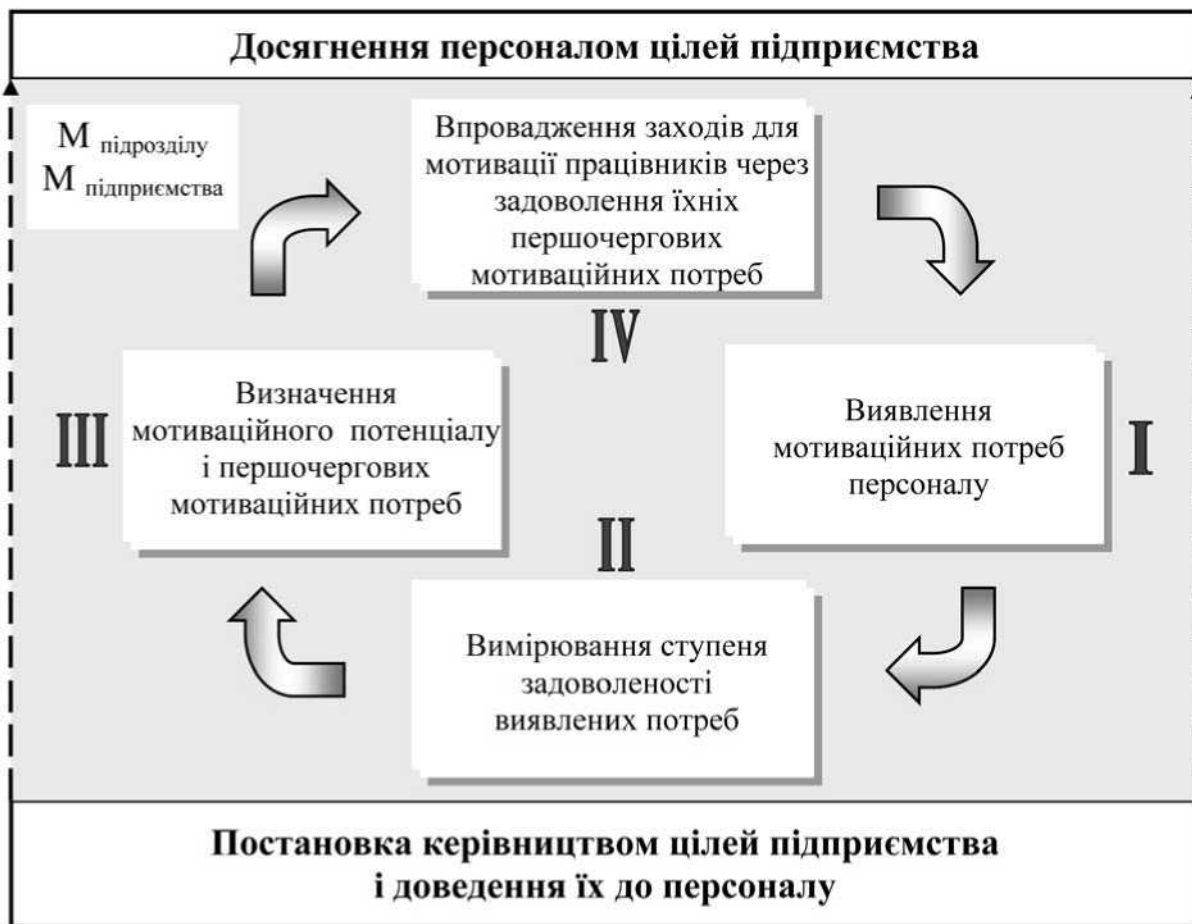 Досягнення персоналом цілей підприємства
М підрозділу
М підприємства
Впровадження заходів для
мотивації працівників через
задоволення їхніх
першочергових
мотиваційних потреб
IV
III
Визначення
мотиваційного потенціалу
і першочергових
мотиваційних потреб
Виявлення
мотиваційних потреб
персоналу
I
II
Вимірювання ступеня
задоволеності
виявлених потреб
Постановка керівництвом цілей підприємства
і доведення їх до персоналу